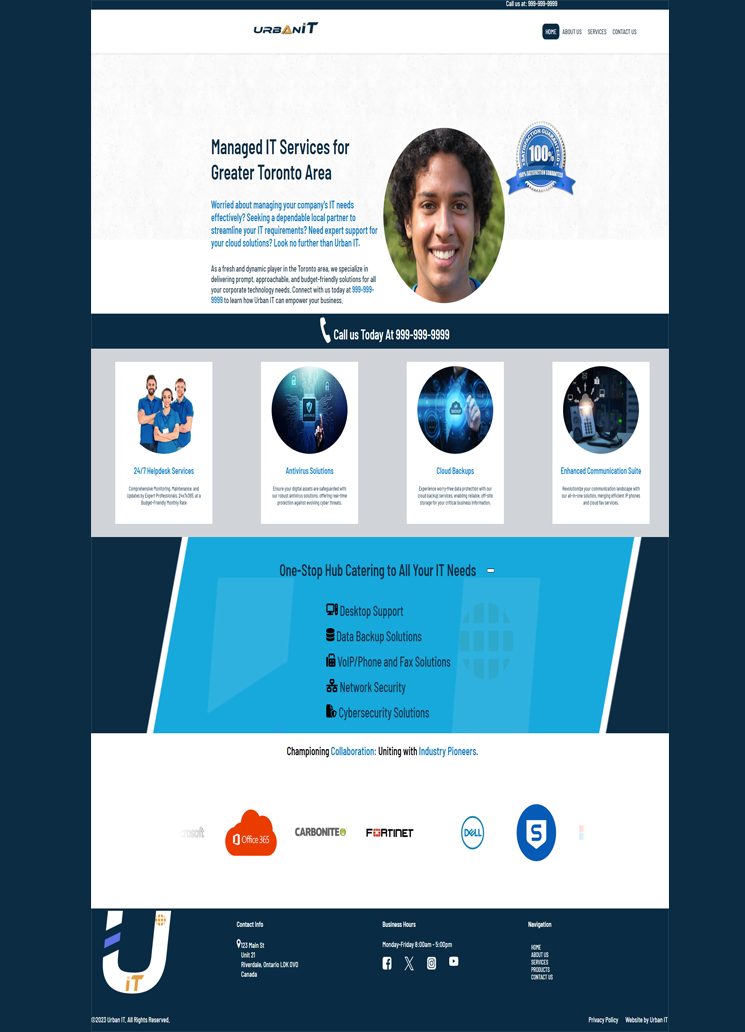 Call us at: 999-999-9999
URBANiT
HOME ABOUT US SERVICES CONTACT US
Managed IT Services for
Greater Toronto Area
SATISFACTION GUARANTEED
100%
100% SATISFACTION GUARANTEED
Worried about managing your company's IT needs
effectively? Seeking a dependable local partner to
streamline your IT requirements? Need expert support for
your cloud solutions? Look no further than Urban IT.
As a fresh and dynamic player in the Toronto area, we specialize in
delivering prompt, approachable, and budget-friendly solutions for all
your corporate technology needs. Connect with us today at 999-999-
9999 to learn how Urban IT can empower your business.
Call us Today At 999-999-9999
24/7 Helpdesk Services
Comprehensive Monitoring, Maintenance, and
Updates by Expert Professionals, 24x7x365, at a
Budget-Friendly Monthly Rate
ANTIVIRUS
Antivirus Solutions
Ensure your digital assets are safeguarded with
our robust antivirus solutions, offering real-time
protection against evolving cyber threats.
BACKUP
Cloud Backups
Experience worry-free data protection with our
cloud backup services, enabling reliable, off-site
storage for your critical business information.
Enhanced Communication Suite
Revolutionize your communication landscape with
our all-in-one solution, merging efficient IP phones
and cloud fax services.
One-Stop Hub Catering to All Your IT Needs
Desktop Support
Data Backup Solutions
VoIP/Phone and Fax Solutions
Network Security
Cybersecurity Solutions
Championing Collaboration: Uniting with Industry Pioneers.
rosoft
Office 365
CARBONITE
FORTINET
DELL
S
U
iT
Contact Info
123 Main St
Unit 21
Riverdale, Ontario L0K 0V0
Canada
Business Hours
Monday-Friday 8:00am - 5:00pm
Navigation
HOME
ABOUT US
SERVICES
PRODUCTS
CONTACT US
©2023 Urban IT, All Rights Reserved.
Privacy Policy Website by Urban IT